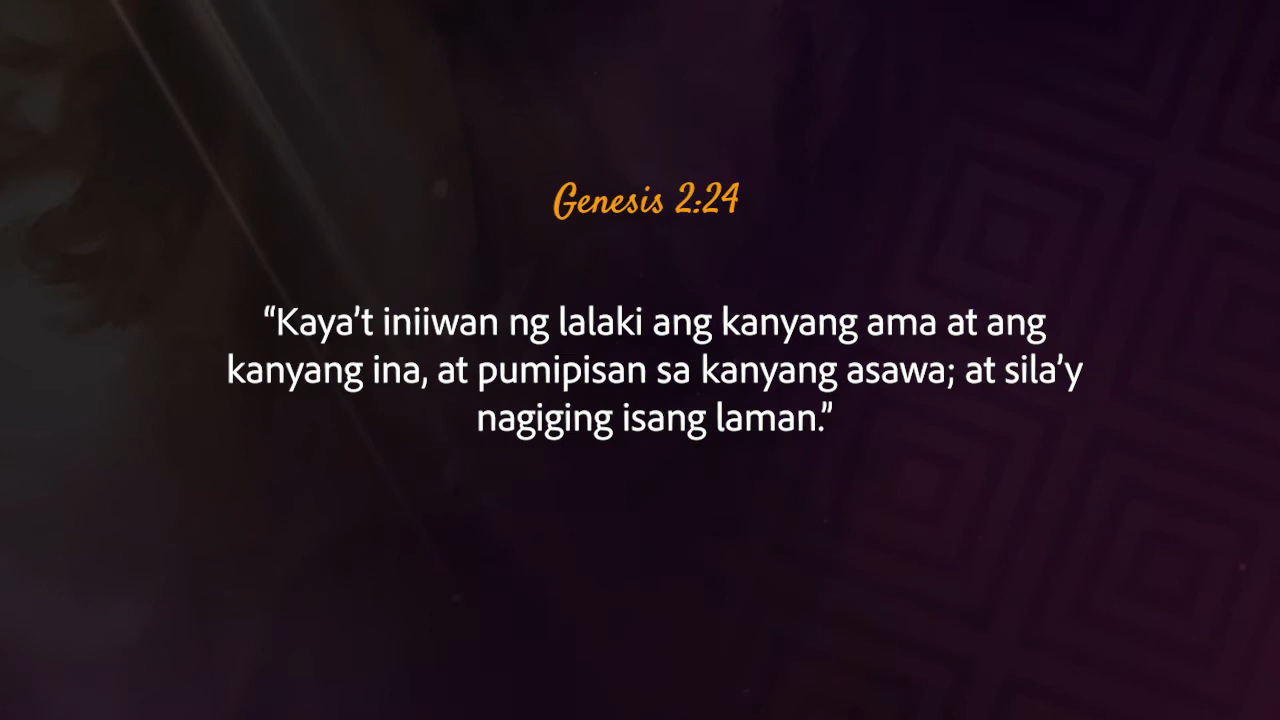 Genesis 2:24
“Kaya’t iniiwan ng lalaki ang kanyang ama at ang
kanyang ina, at pumipisan sa kanyang asawa; at sila’y
nagiging isang laman.”